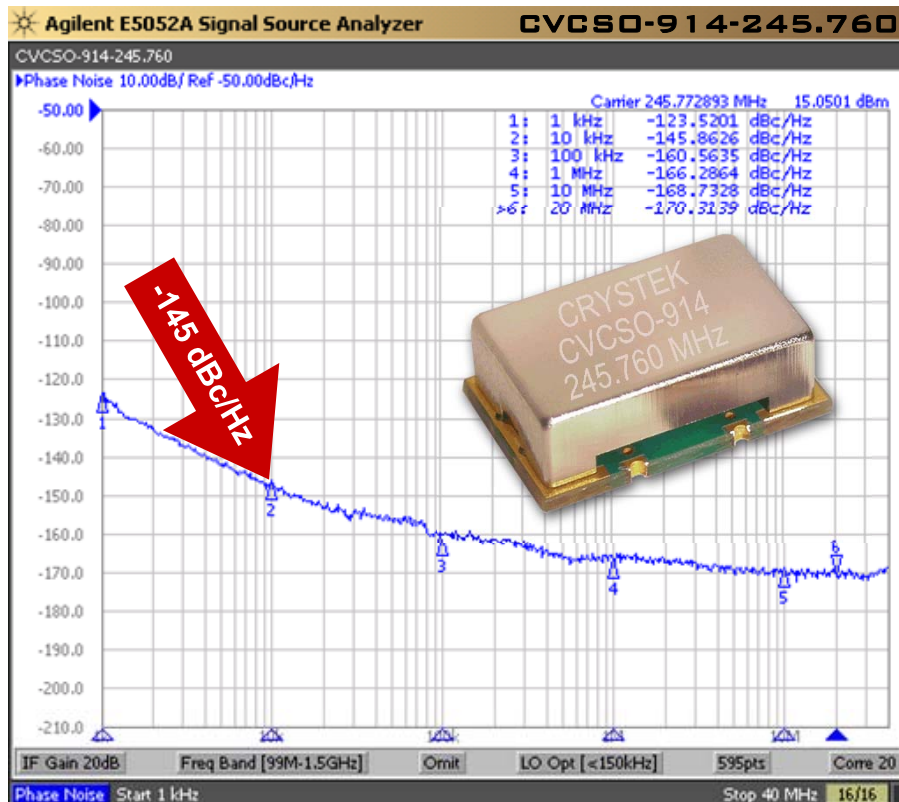 Agilent E5052A Signal Source Analyzer CVCSO-914-245.760
CVCSO-914-245.760
Phase Noise 10.00dB/ Ref -50.00dBc/Hz
Carrier 245.772893 MHz 15.0501 dBm
1: 1 kHz -123.5201 dBc/Hz
2: 10 kHz -145.8626 dBc/Hz
3: 100 kHz -160.5635 dBc/Hz
4: 1 MHz -166.2864 dBc/Hz
5: 10 MHz -168.7328 dBc/Hz
>6: 20 MHz -170.3139 dBc/Hz
-50.00
-60.00
-70.00
-80.00
-90.00
-100.0
-110.0
-120.0
-130.0
-140.0
-150.0
-160.0
-170.0
-180.0
-190.0
-200.0
-210.0
-145 dBc/Hz
CRYSTEK
CVCSO-914
245.760 MHz
1
2
3
4
5
6
IF Gain 20dB Freq Band [99M-1.5GHz] Omit LO Opt [<150kHz] 595pts Corre 20
Phase Noise Start 1 kHz Stop 40 MHz 16/16